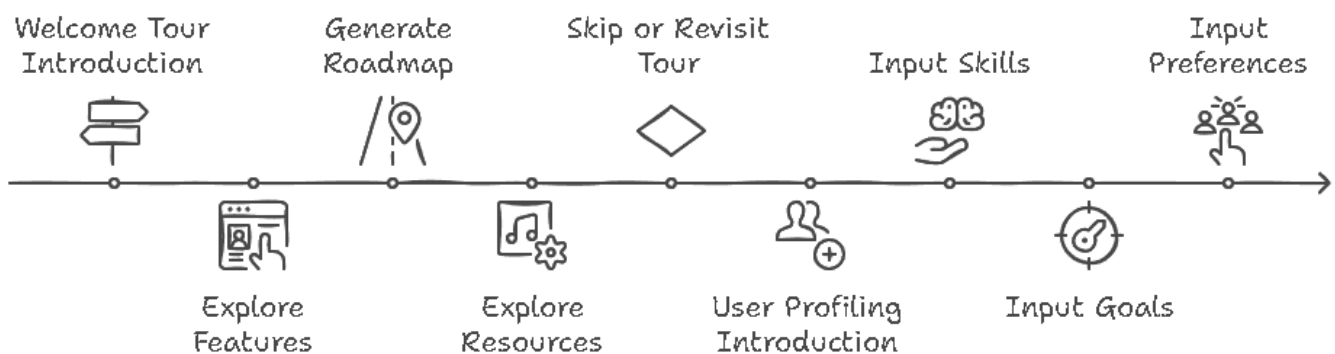 Welcome Tour
Introduction
Generate
Roadmap
Skip or Revisit
Tour
Input Skills
Input
Preferences
Explore
Features
Explore
Resources
User Profiling
Introduction
Input Goals